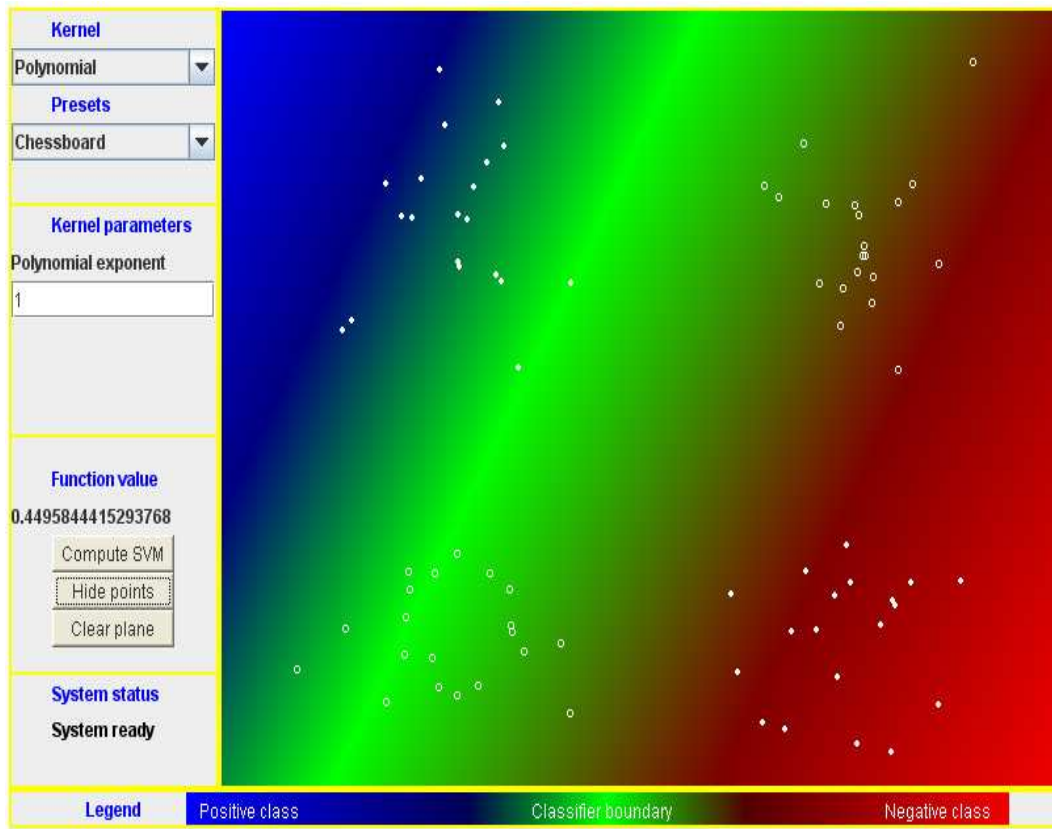 Kernel
Polynomial
Presets
Chessboard
Kernel parameters
Polynomial exponent
1
Function value
0.4495844415293768
Compute SVM
Hide points
Clear plane
System status
System ready
Legend
Positive class
Classifier boundary
Negative class